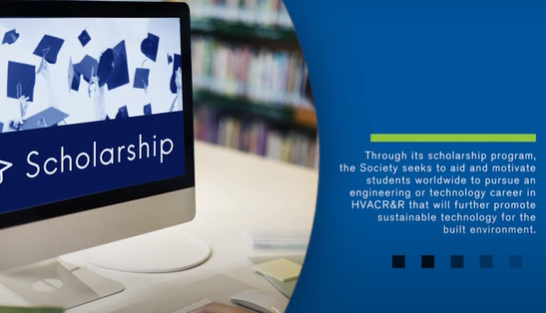 Scholarship
Through its scholarship program,
the Society seeks to aid and motivate
students worldwide to pursue an
engineering or technology career in
HVACR&R that will further promote
sustainable technology for the
built environment.